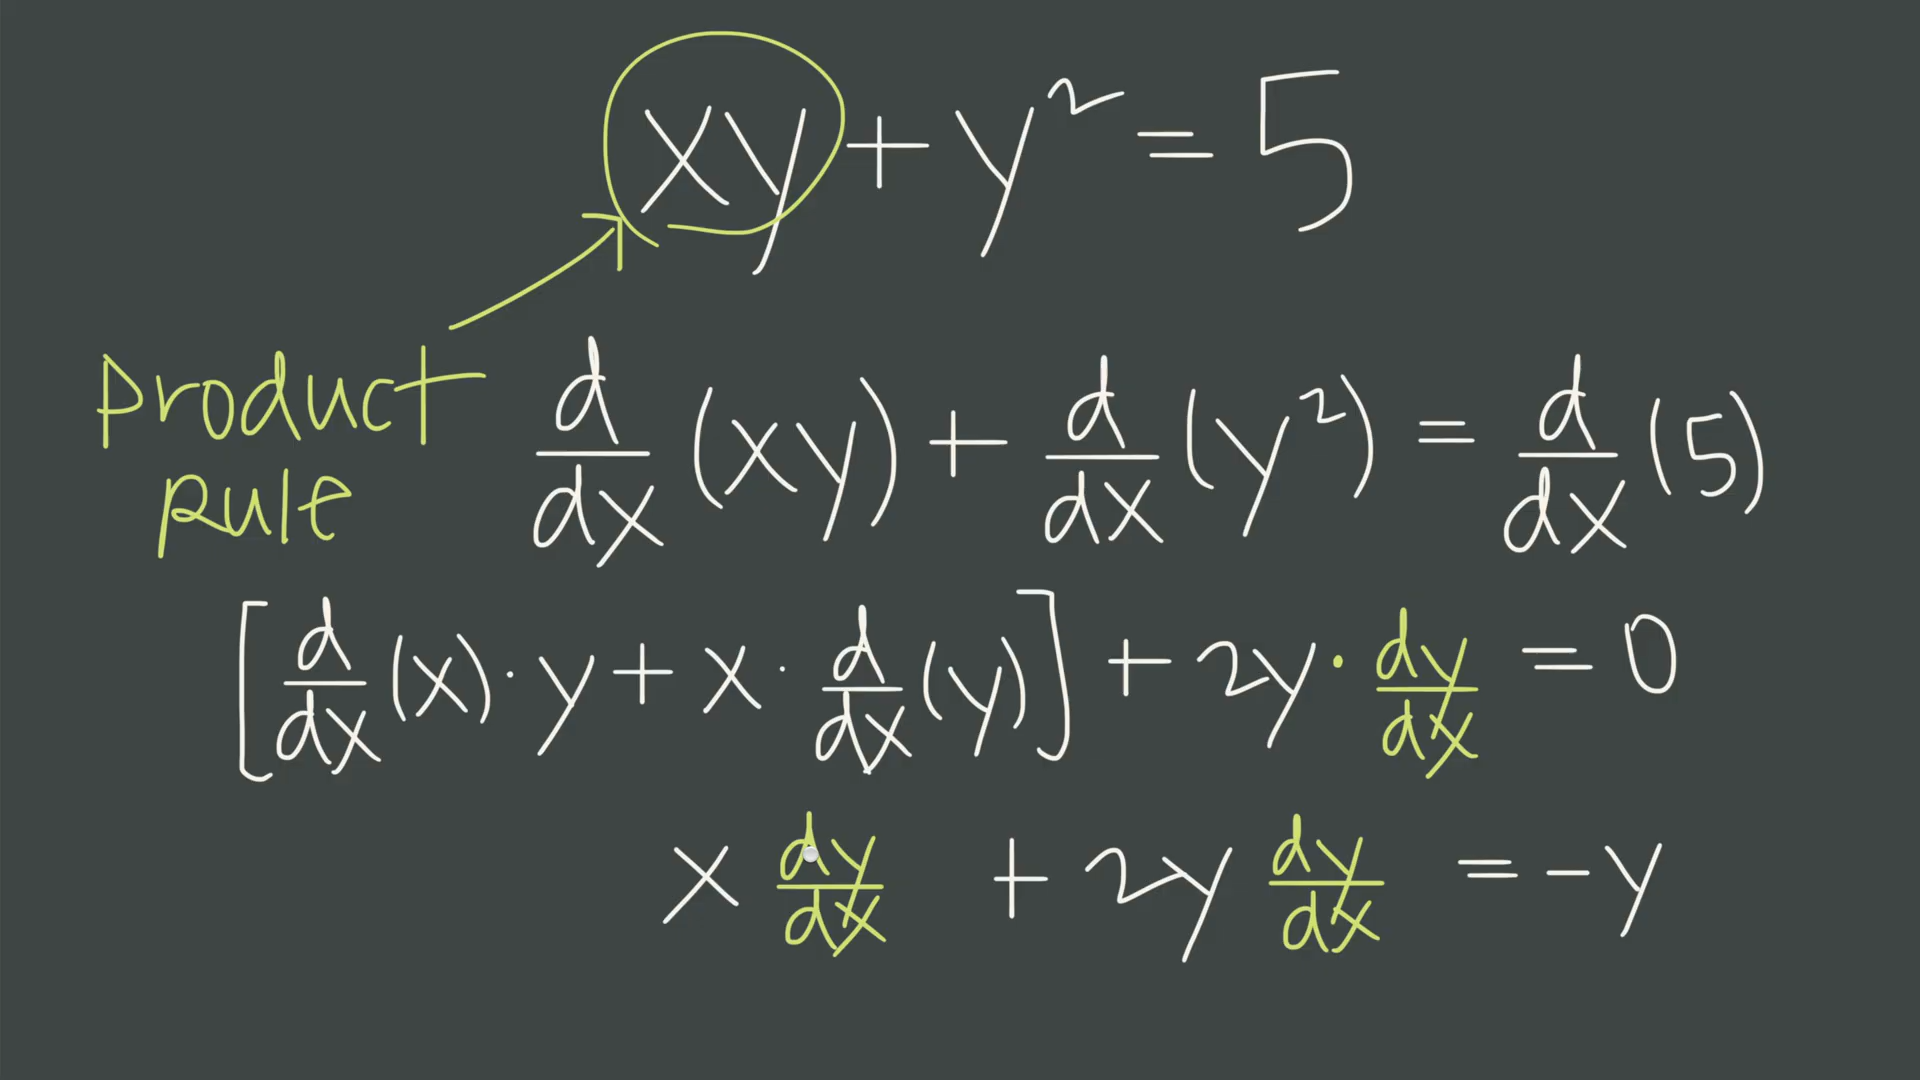 xy + y² = 5
Product
rule
d/dx (xy) + d/dx (y²) = d/dx (5)
[d/dx (x) · y + x · d/dx (y)] + 2y · dy/dx = 0
x dy/dx + 2y dy/dx = -y